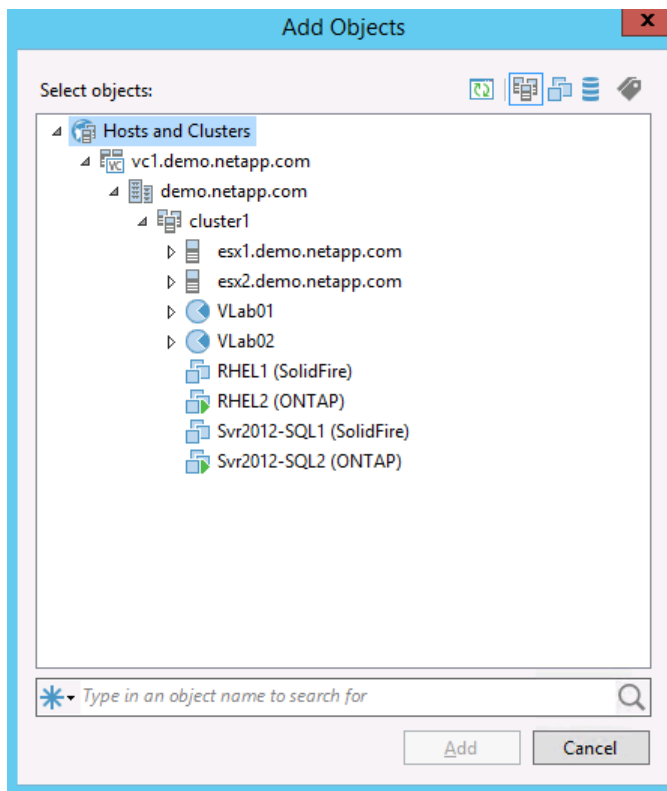 Add Objects
x
Select objects:
Hosts and Clusters
VC
vc1.demo.netapp.com
demo.netapp.com
cluster1
esx1.demo.netapp.com
esx2.demo.netapp.com
VLab01
VLab02
RHEL1 (SolidFire)
RHEL2 (ONTAP)
Svr2012-SQL1 (SolidFire)
Svr2012-SQL2 (ONTAP)
Type in an object name to search for
Add
Cancel